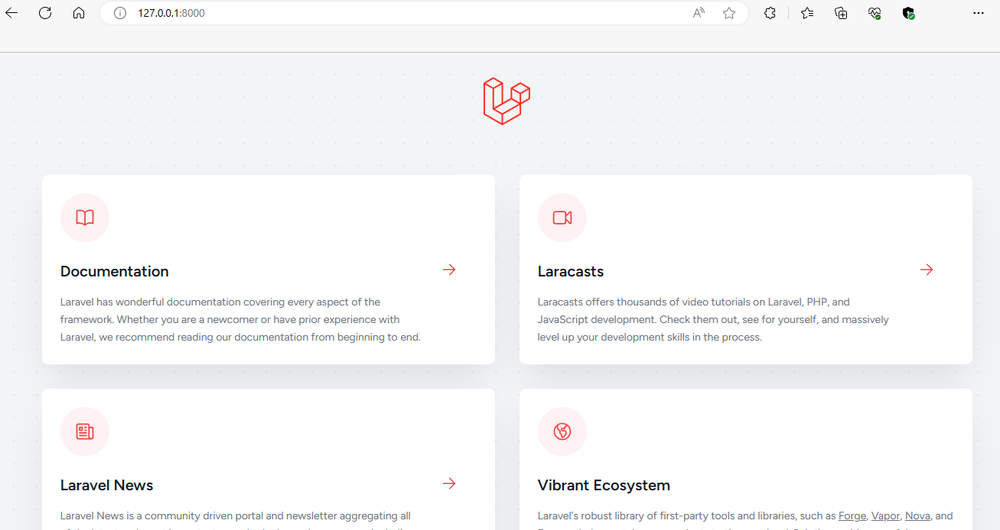 127.0.0.1:8000
Documentation
Laravel has wonderful documentation covering every aspect of the
framework. Whether you are a newcomer or have prior experience with
Laravel, we recommend reading our documentation from beginning to end.
Laracasts
Laracasts offers thousands of video tutorials on Laravel, PHP, and
JavaScript development. Check them out, see for yourself, and massively
level up your development skills in the process.
Laravel News
Laravel News is a community driven portal and newsletter aggregating all
Vibrant Ecosystem
Laravel's robust library of first-party tools and libraries, such as Forge, Vapor, Nova, and